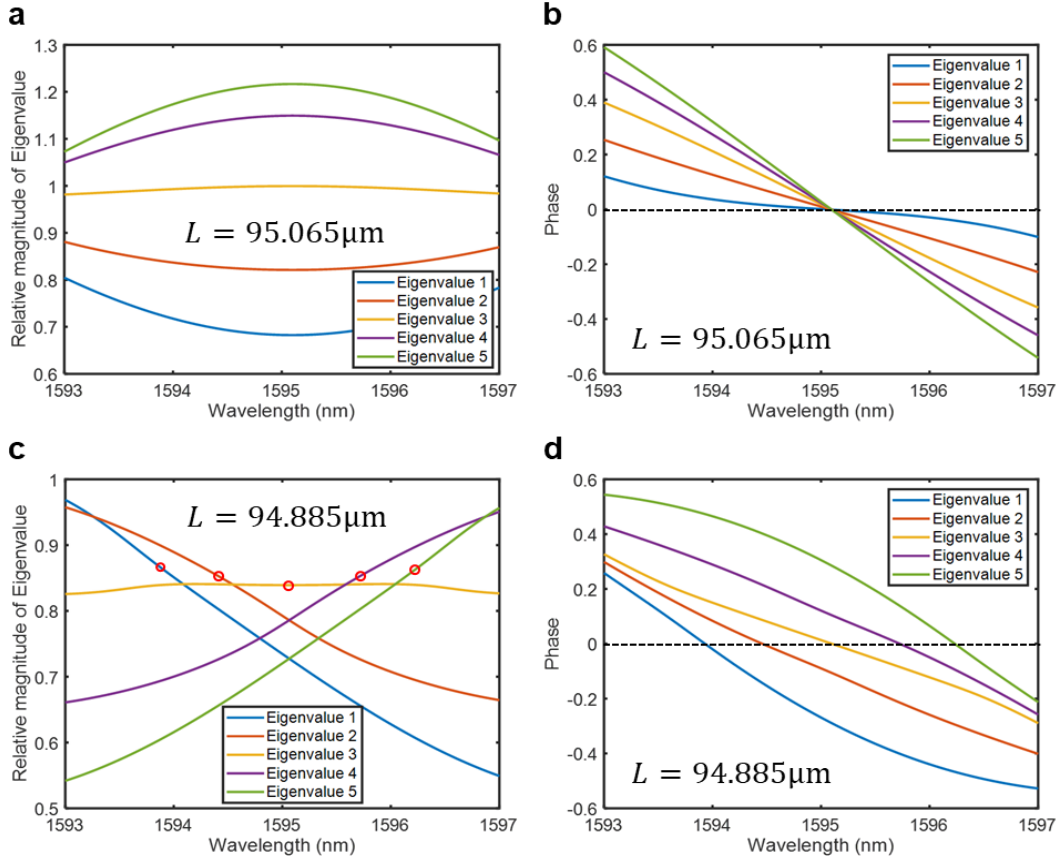 a
1.3
1.2
1.1
1
0.9
0.8
0.7
0.6
Relative magnitude of Eigenvalue
L = 95.065μm
Eigenvalue 1
Eigenvalue 2
Eigenvalue 3
Eigenvalue 4
Eigenvalue 5
1593 1594 1595 1596 1597
Wavelength (nm)
b
0.6
0.4
0.2
0
-0.2
-0.4
-0.6
Phase
Eigenvalue 1
Eigenvalue 2
Eigenvalue 3
Eigenvalue 4
Eigenvalue 5
L = 95.065μm
1593 1594 1595 1596 1597
Wavelength (nm)
c
1
0.9
0.8
0.7
0.6
0.5
Relative magnitude of Eigenvalue
L = 94.885μm
Eigenvalue 1
Eigenvalue 2
Eigenvalue 3
Eigenvalue 4
Eigenvalue 5
1593 1594 1595 1596 1597
Wavelength (nm)
d
0.6
0.4
0.2
0
-0.2
-0.4
-0.6
Phase
Eigenvalue 1
Eigenvalue 2
Eigenvalue 3
Eigenvalue 4
Eigenvalue 5
L = 94.885μm
1593 1594 1595 1596 1597
Wavelength (nm)